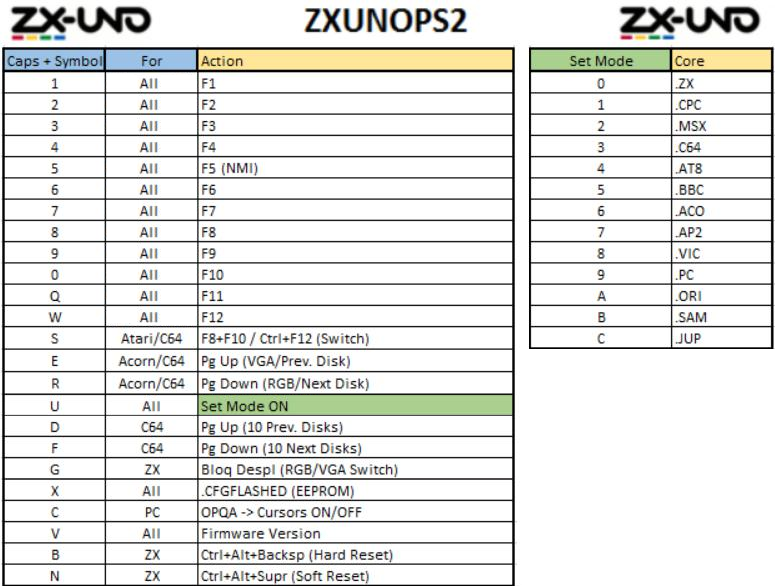 ZX-UNO ZXUNOPS2 ZX-UNO
Caps + Symbol For Action
1 All F1
2 All F2
3 All F3
4 All F4
5 All F5 (NMI)
6 All F6
7 All F7
8 All F8
9 All F9
0 All F10
Q All F11
W All F12
S Atari/C64 F8+F10 / Ctrl+F12 (Switch)
E Acorn/C64 Pg Up (VGA/Prev. Disk)
R Acorn/C64 Pg Down (RGB/Next Disk)
U All Set Mode ON
D C64 Pg Up (10 Prev. Disks)
F C64 Pg Down (10 Next Disks)
G ZX Bloq Despl (RGB/VGA Switch)
X All .CFGFLASHED (EEPROM)
C PC OPQA -> Cursors ON/OFF
V All Firmware Version
B ZX Ctrl+Alt+Backsp (Hard Reset)
N ZX Ctrl+Alt+Supr (Soft Reset)
Set Mode Core
0 .ZX
1 .CPC
2 .MSX
3 .C64
4 .AT8
5 .BBC
6 .ACO
7 .AP2
8 .VIC
9 .PC
A .ORI
B .SAM
C .JUP